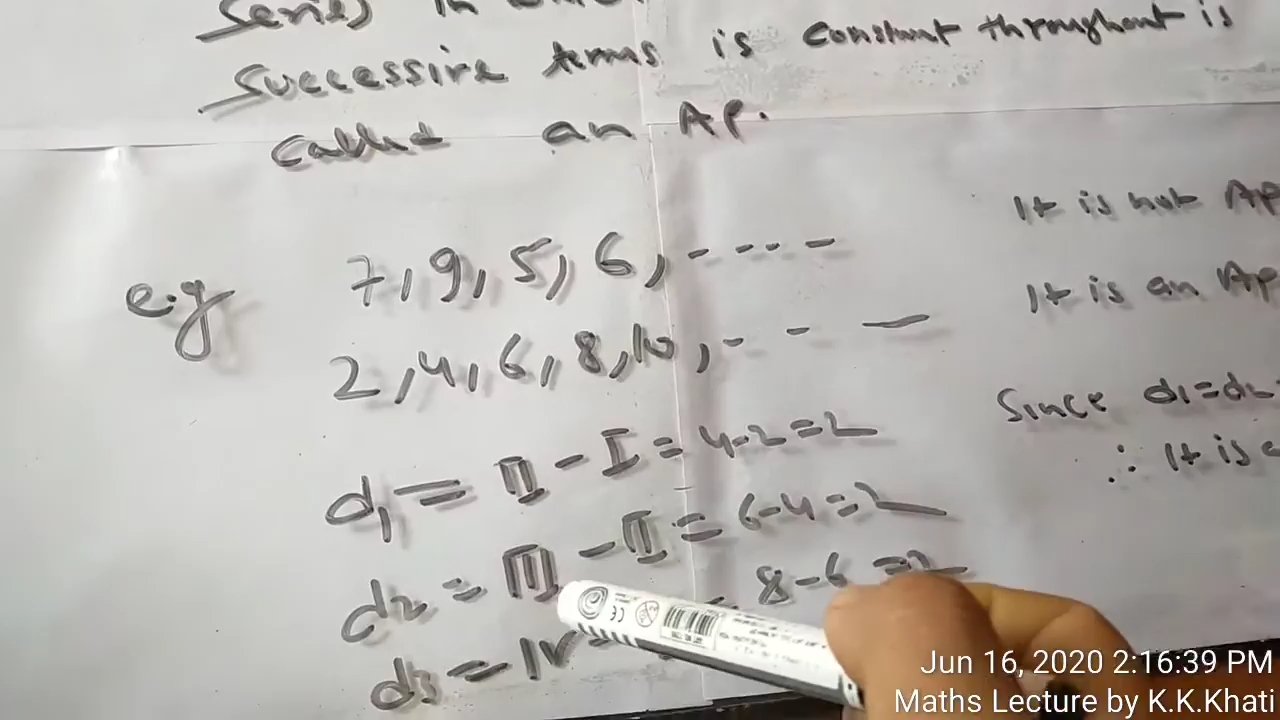 Series in
Successive terms is constant throughout is
called an AP.
It is not AP
e.g 7, 9, 5, 6, ----
It is an AP
2, 4, 6, 8, 10, - - -
Since d1=d2
d1 = II - I = 4-2=2
∴ It is
d2 = III - II = 6-4=2
= 8-6=2
d3 = IV
Jun 16, 2020 2:16:39 PM
Maths Lecture by K.K.Khati